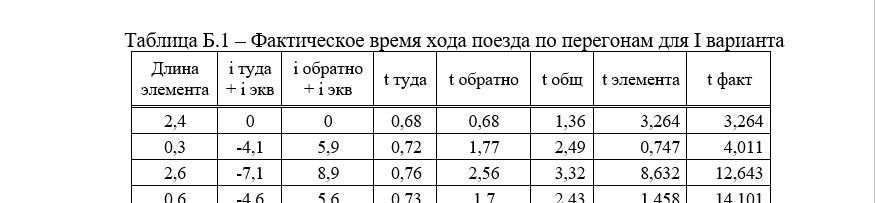 Таблица Б.1 – Фактическое время хода поезда по перегонам для I варианта
Длина элемента i туда + i экв i обратно + i экв t туда t обратно t общ t элемента t факт
2,4 0 0 0,68 0,68 1,36 3,264 3,264
0,3 -4,1 5,9 0,72 1,77 2,49 0,747 4,011
2,6 -7,1 8,9 0,76 2,56 3,32 8,632 12,643
0,6 -4,6 5,6 0,73 1,7 2,43 1,458 14,101